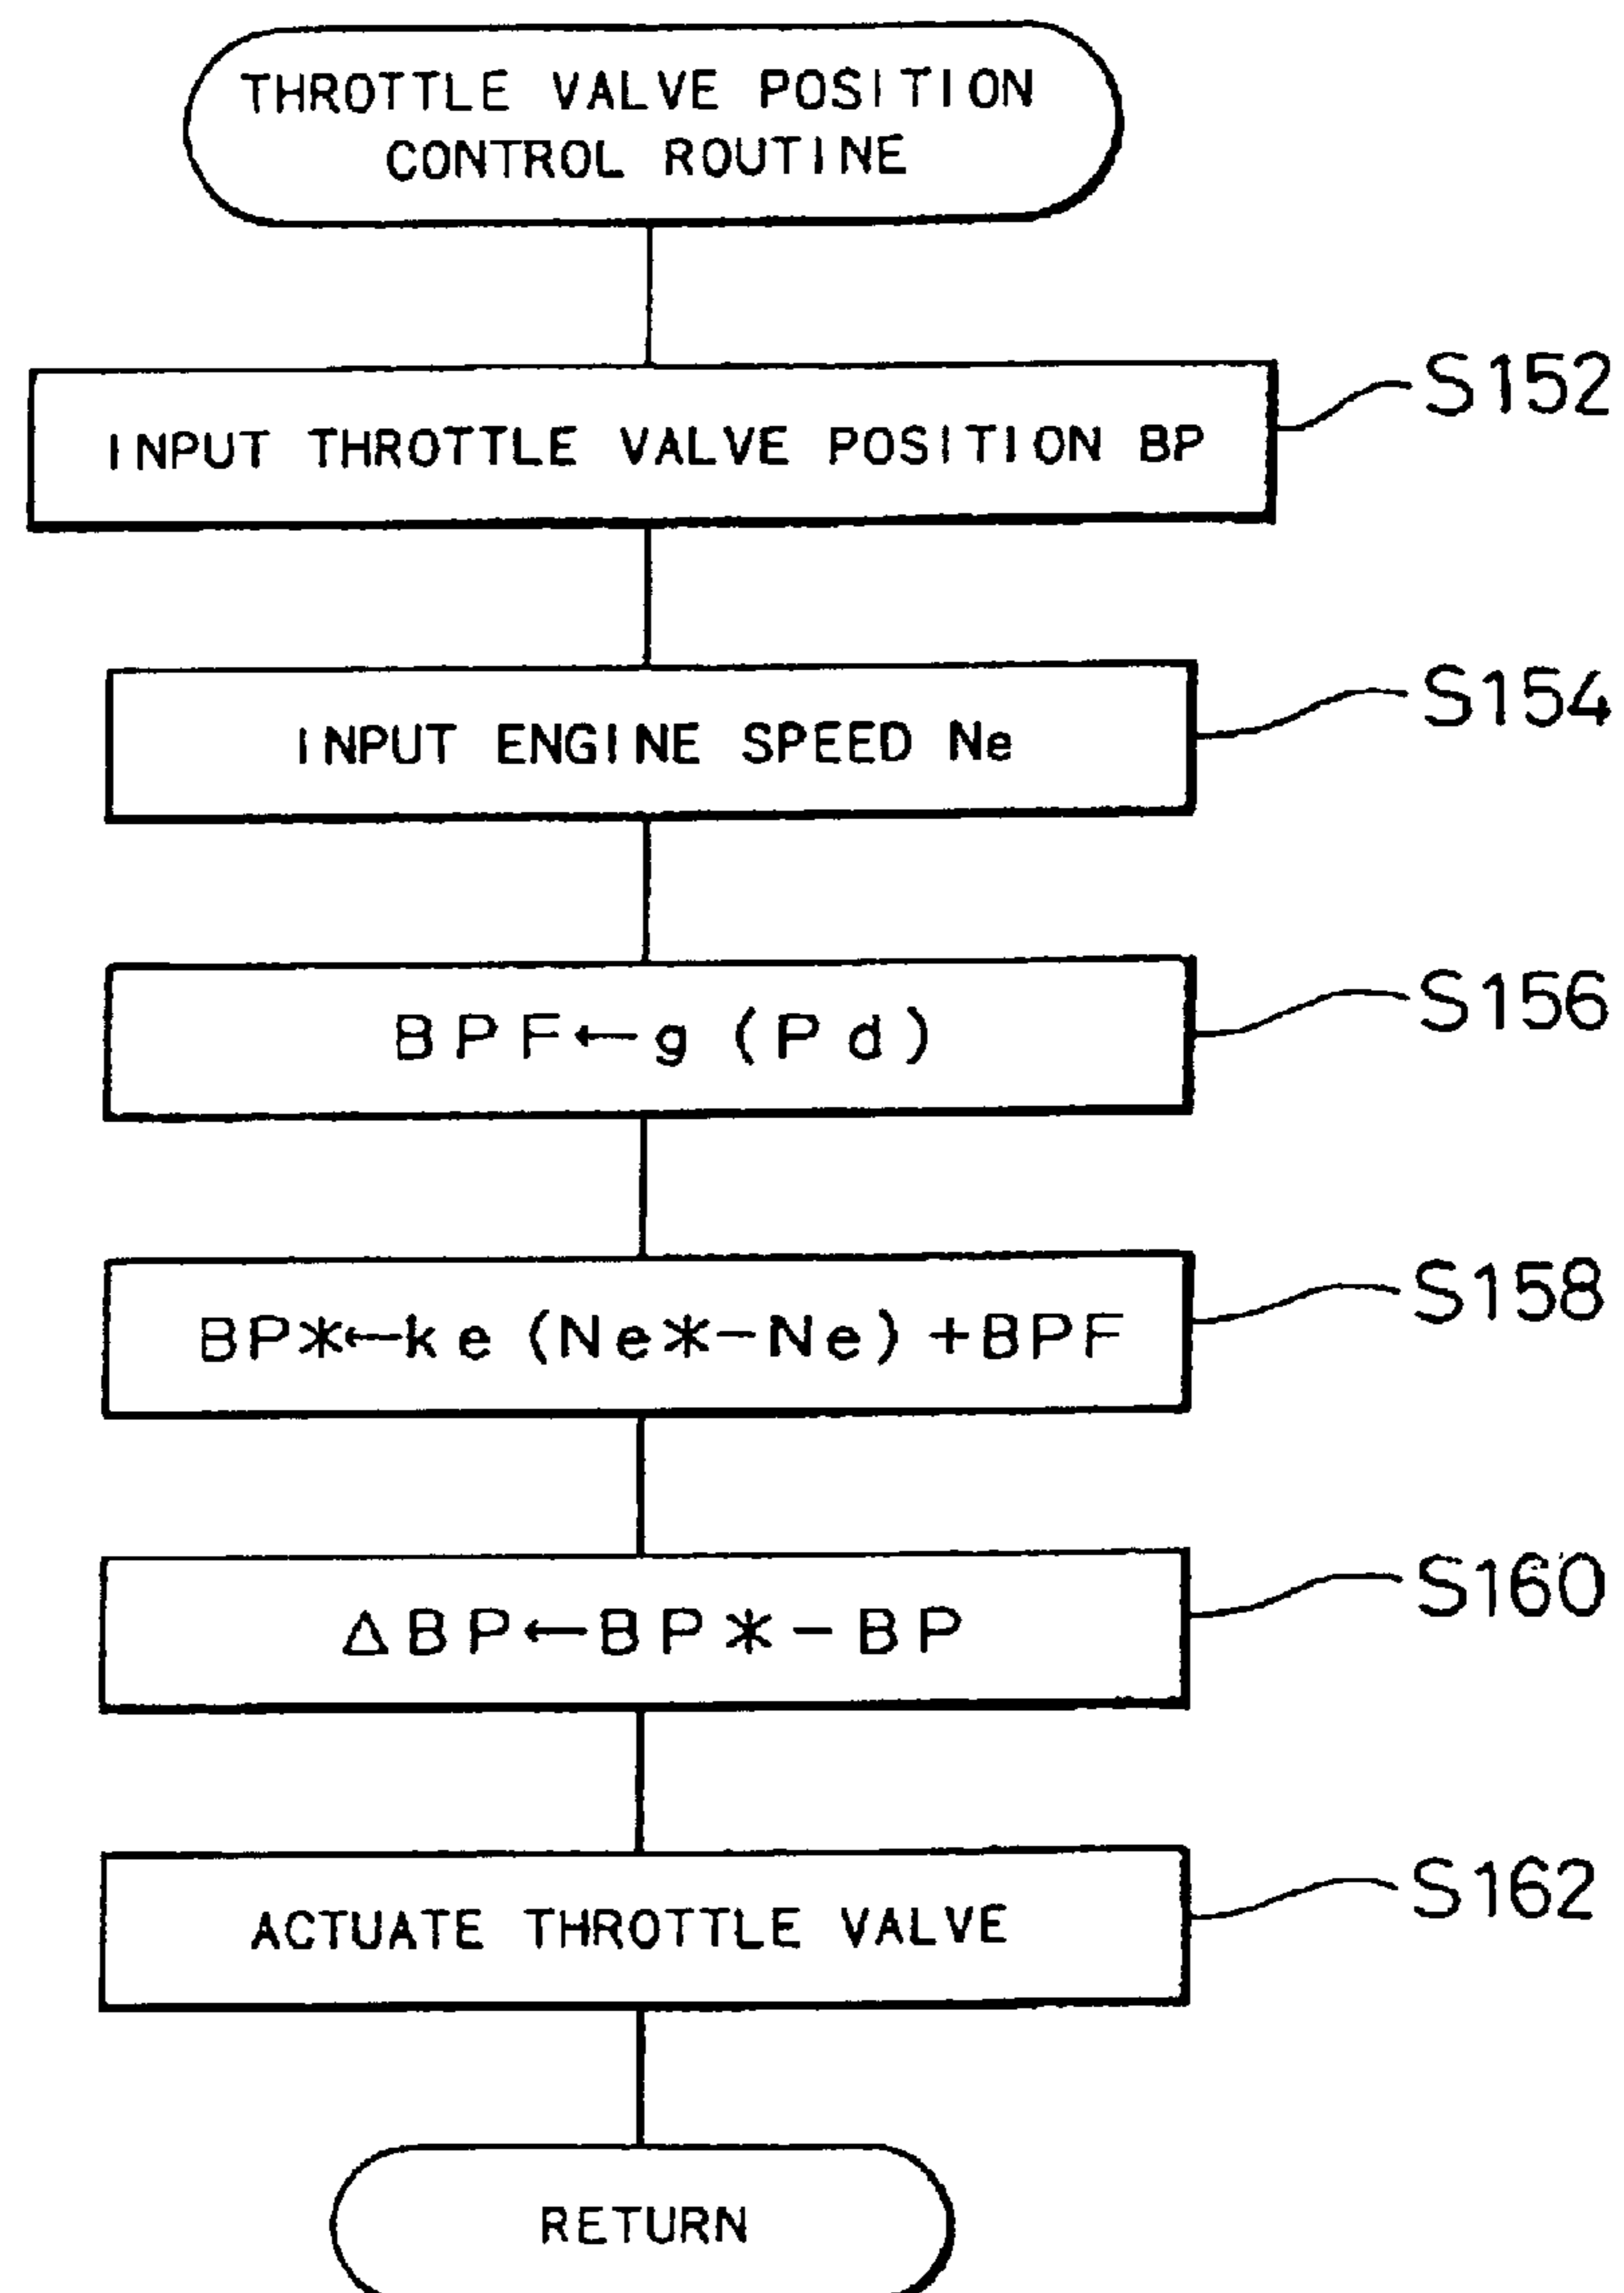 THROTTLE VALVE POSITION
CONTROL ROUTINE
INPUT THROTTLE VALVE POSITION BP
S152
INPUT ENGINE SPEED Ne
S154
BPF←g (Pd)
S156
BP*←ke (Ne*-Ne) +BPF
S158
ΔBP←BP*-BP
S160
ACTUATE THROTTLE VALVE
S162
RETURN